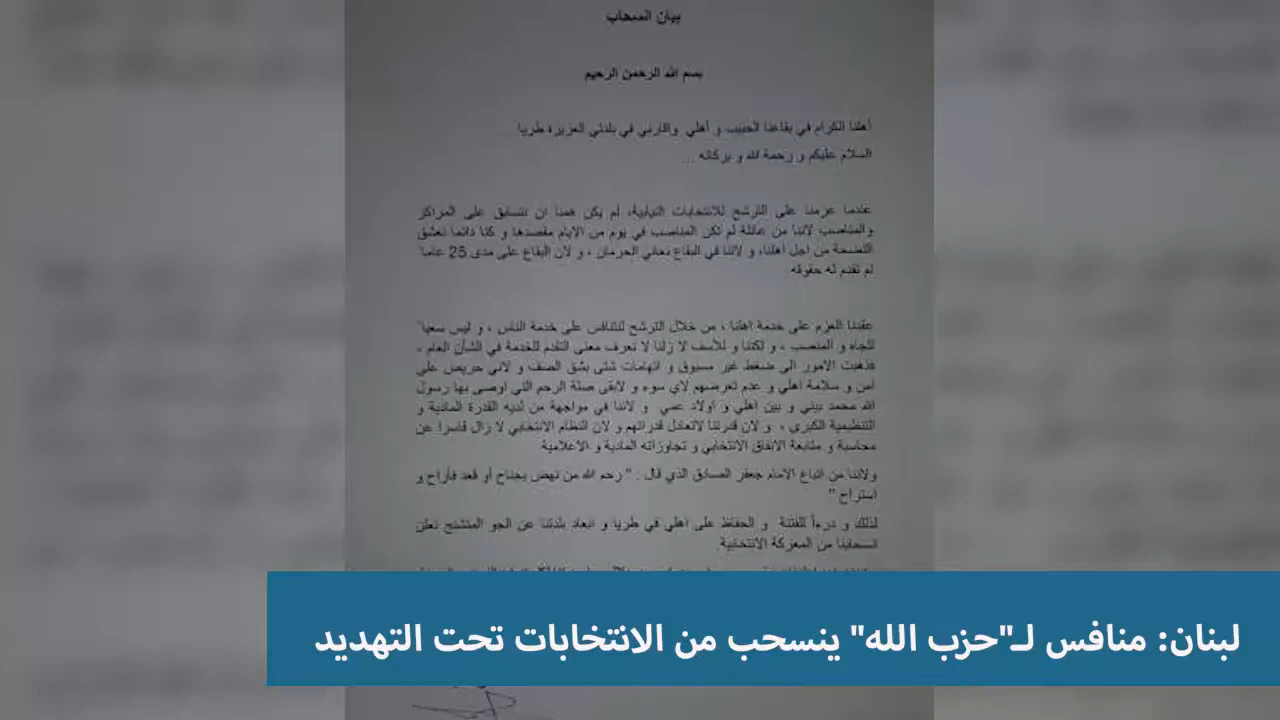 بيان انسحاب
بسم الله الرحمن الرحيم
أهلنا الكرام في بقاعنا الحبيب و أهلي واقاربي في بلدتي العزيزة طريا ...
السلام عليكم و رحمة الله و بركاته ...
عندما عزمنا على الترشح للانتخابات النيابية، لم يكن همنا ان نتسابق على المراكز
والمناصب لاننا من عائلة لم تكن المناصب في يوم من الايام مقصدها و كنا دائما نعشق
التضحية من اجل أهلنا، و لاننا في البقاع نعاني الحرمان ، و لان البقاع على مدى 25 عاما
لم تقدم له حقوقه
عقدنا العزم على خدمة اهلنا ، من خلال الترشح لنتنافس على خدمة الناس ، و ليس سعيا
للجاه و المنصب ، و لكننا و للأسف لا زلنا لا نعرف معنى التقدم للخدمة في الشأن العام ،
فذهبت الامور الى ضغط غير مسبوق و اتهامات شتى بشق الصف و لاني حريص على
امن و سلامة اهلي و عدم تعرضهم لاي سوء و لابقي صلة الرحم التي اوصى بها رسول
الله محمد بيني و بين اهلي و اولاد عمي و لاننا في مواجهة من لديه القدرة المادية و
التنظيمية الكبرى ، و لان قدرتنا لاتعادل قدراتهم و لان النظام الانتخابي لا زال قاصرا عن
محاسبة و متابعة الانفاق الانتخابي و تجاوزاته المادية و الاعلامية
ولاننا من اتباع الامام جعفر الصادق الذي قال : " رحم الله من نهض بجناح أو قعد فأراح و
استراح "
لذلك و درءاً للفتنة و الحفاظ على اهلي في طريا و ابعاد بلدتنا عن الجو المتشنج نعلن
انسحابنا من المعركة الانتخابية.
لبنان: منافس لـ"حزب الله" ينسحب من الانتخابات تحت التهديد